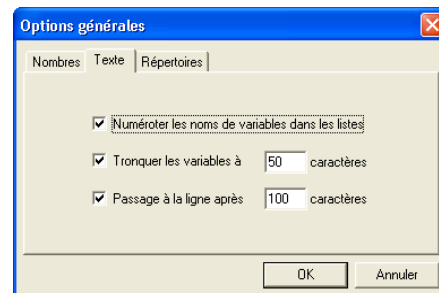 Options générales
Nombres Texte Répertoires
Numéroter les noms de variables dans les listes
Tronquer les variables à 50 caractères
Passage à la ligne après 100 caractères
OK Annuler